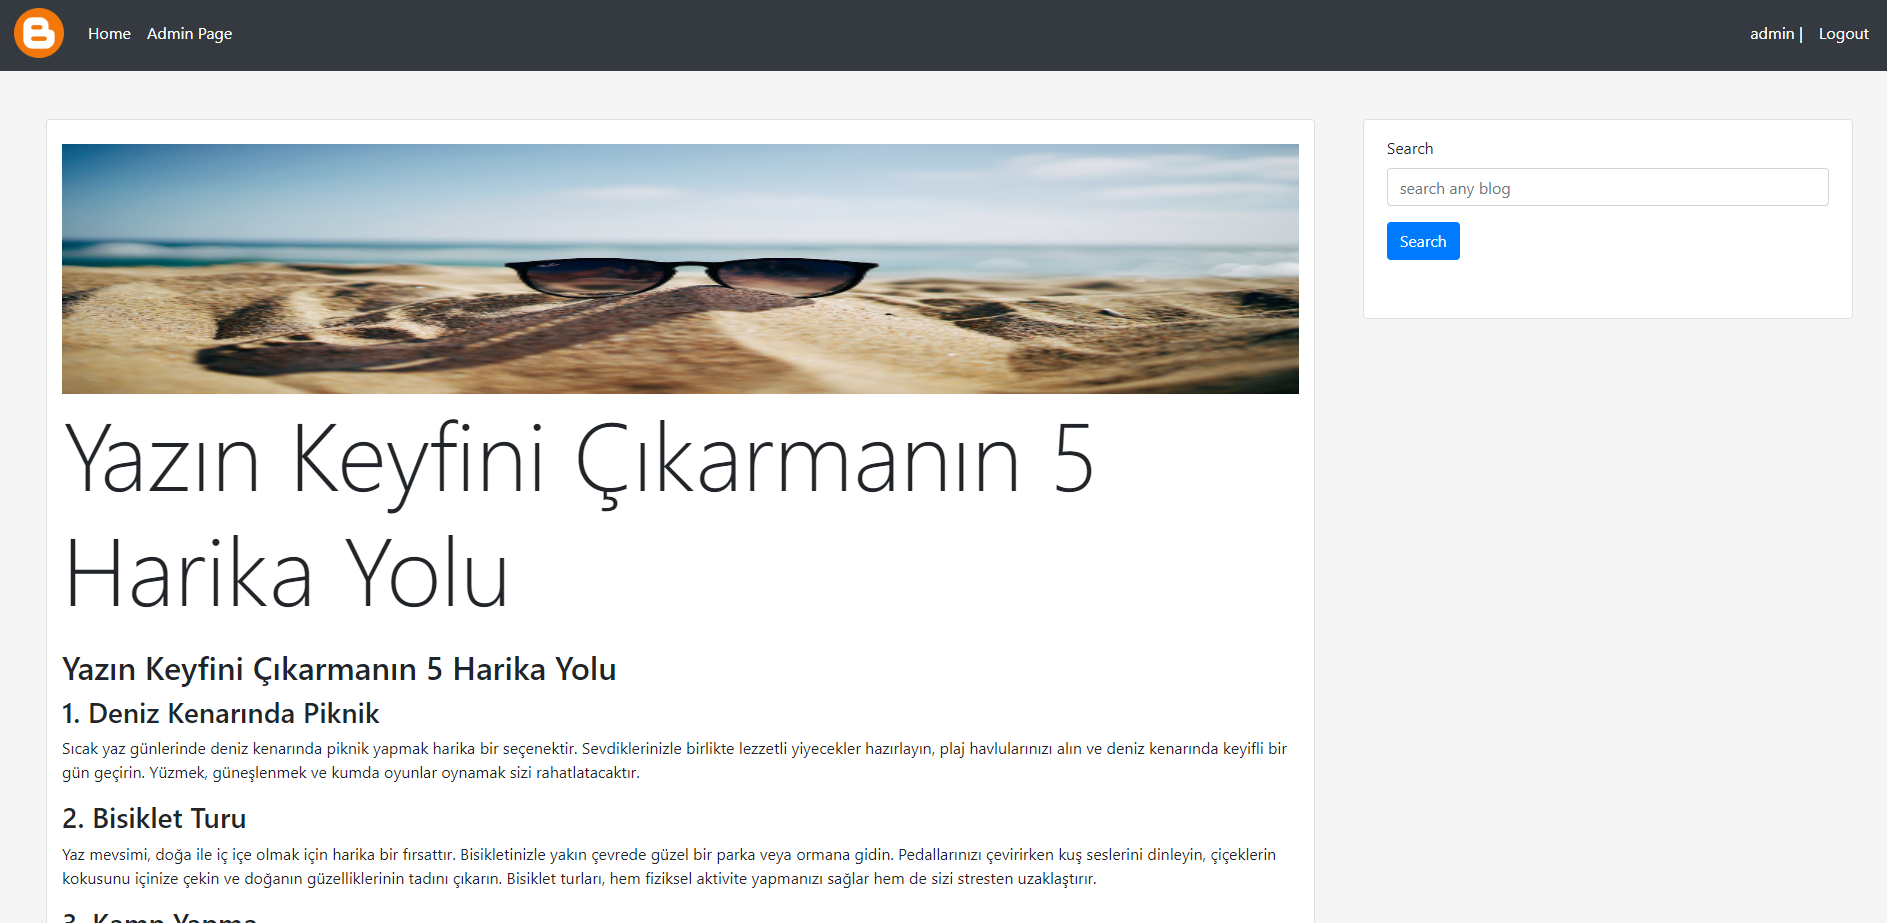 B
Home Admin Page
admin | Logout
Yazın Keyfini Çıkarmanın 5
Harika Yolu
Yazın Keyfini Çıkarmanın 5 Harika Yolu
1. Deniz Kenarında Piknik
Sıcak yaz günlerinde deniz kenarında piknik yapmak harika bir seçenektir. Sevdiklerinizle birlikte lezzetli yiyecekler hazırlayın, plaj havlularınızı alın ve deniz kenarında keyifli bir
gün geçirin. Yüzmek, güneşlenmek ve kumda oyunlar oynamak sizi rahatlatacaktır.
2. Bisiklet Turu
Yaz mevsimi, doğa ile iç içe olmak için harika bir fırsattır. Bisikletinizle yakın çevrede güzel bir parka veya ormana gidin. Pedallarınızı çevirirken kuş seslerini dinleyin, çiçeklerin
kokusunu içinize çekin ve doğanın güzelliklerinin tadını çıkarın. Bisiklet turları, hem fiziksel aktivite yapmanızı sağlar hem de sizi stresten uzaklaştırır.
3. Kamp Yapma
Search
search any blog
Search